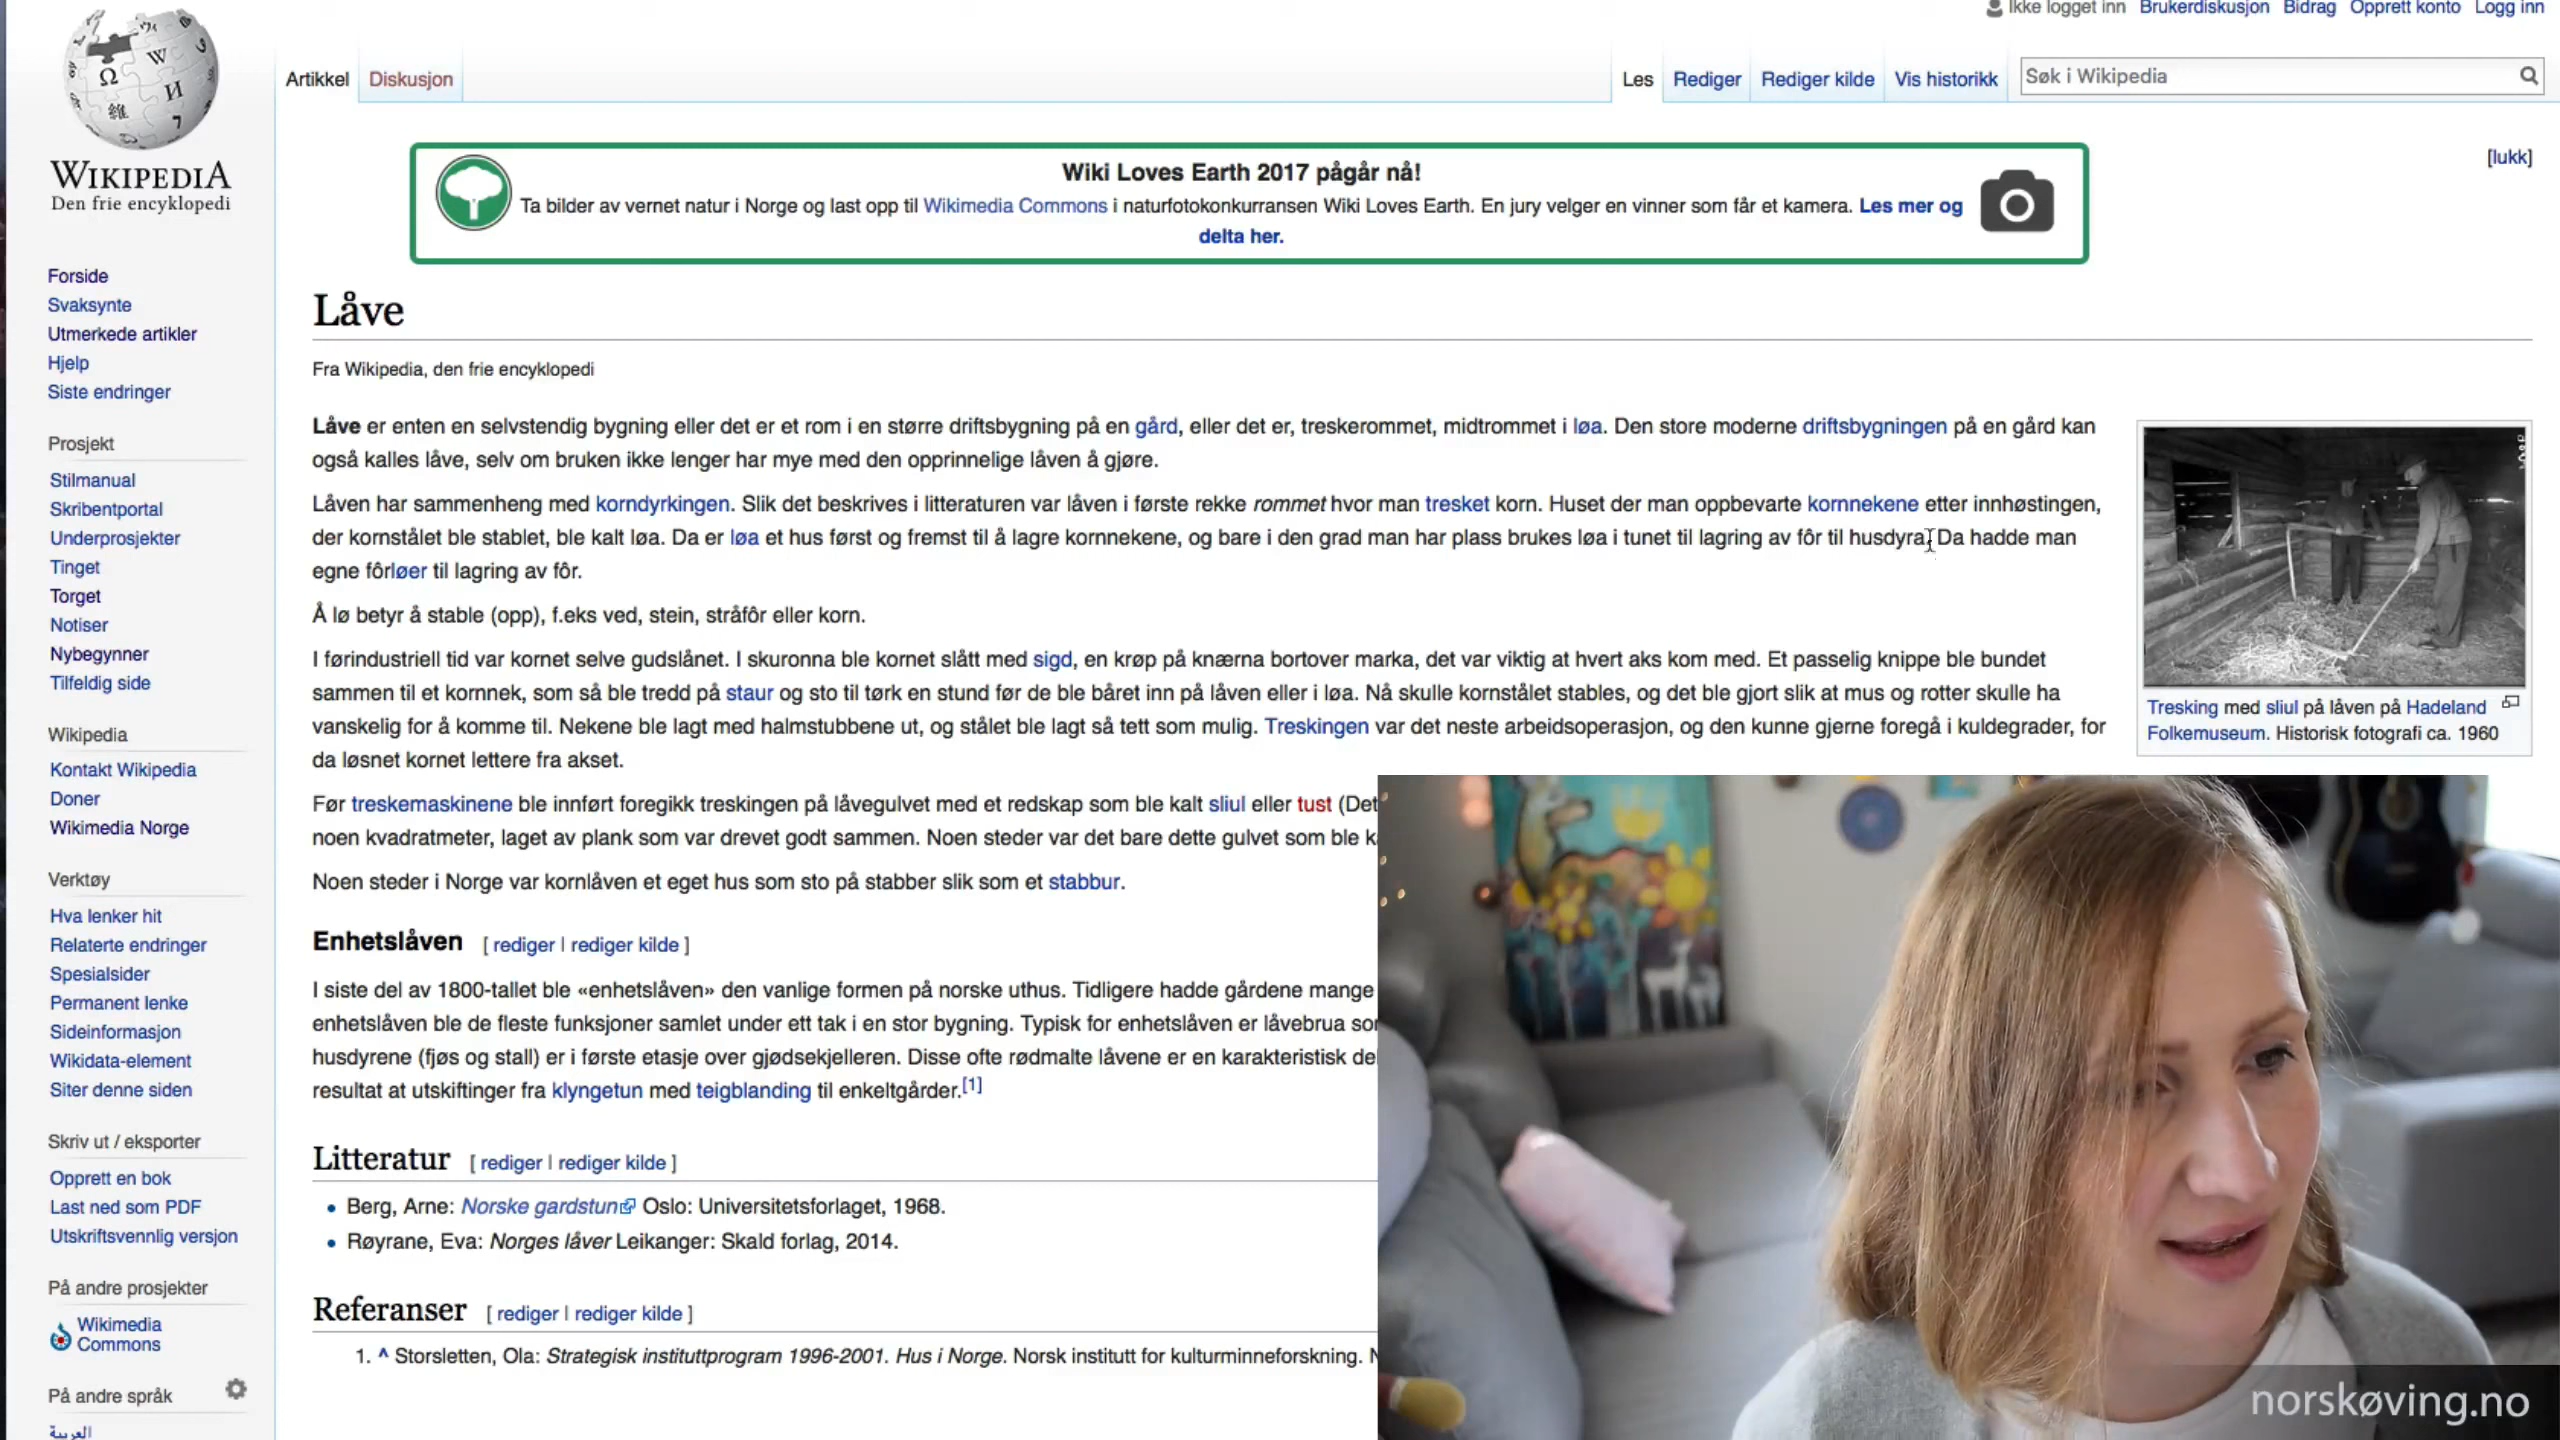 Ikke logget inn Brukerdiskusjon Bidrag Opprett konto Logg inn
Artikkel Diskusjon Les Rediger Rediger kilde Vis historikk Søk i Wikipedia
WIKIPEDIA
Den frie encyklopedi
Wiki Loves Earth 2017 pågår nå!
[lukk]
Ta bilder av vernet natur i Norge og last opp til Wikimedia Commons i naturfotokonkurransen Wiki Loves Earth. En jury velger en vinner som får et kamera. Les mer og
delta her.
Forside
Svaksynte
Utmerkede artikler
Hjelp
Siste endringer
Prosjekt
Stilmanual
Skribentportal
Underprosjekter
Tinget
Torget
Notiser
Nybegynner
Tilfeldig side
Wikipedia
Kontakt Wikipedia
Doner
Wikimedia Norge
Verktøy
Hva lenker hit
Relaterte endringer
Spesialsider
Permanent lenke
Sideinformasjon
Wikidata-element
Siter denne siden
Skriv ut / eksporter
Opprett en bok
Last ned som PDF
Utskriftsvennlig versjon
På andre prosjekter
Wikimedia
Commons
På andre språk
العربية
Låve
Fra Wikipedia, den frie encyklopedi
Låve er enten en selvstendig bygning eller det er et rom i en større driftsbygning på en gård, eller det er, treskerommet, midtrommet i løa. Den store moderne driftsbygningen på en gård kan
også kalles låve, selv om bruken ikke lenger har mye med den opprinnelige låven å gjøre.
Låven har sammenheng med korndyrkingen. Slik det beskrives i litteraturen var låven i første rekke rommet hvor man tresket korn. Huset der man oppbevarte kornnekene etter innhøstingen,
der kornstålet ble stablet, ble kalt løa. Da er løa et hus først og fremst til å lagre kornnekene, og bare i den grad man har plass brukes løa i tunet til lagring av fôr til husdyra. Da hadde man
egne fôrløer til lagring av fôr.
Å lø betyr å stable (opp), f.eks ved, stein, stråfôr eller korn.
I førindustriell tid var kornet selve gudslånet. I skuronna ble kornet slått med sigd, en krøp på knærna bortover marka, det var viktig at hvert aks kom med. Et passelig knippe ble bundet
sammen til et kornnek, som så ble tredd på staur og sto til tørk en stund før de ble båret inn på låven eller i løa. Nå skulle kornstålet stables, og det ble gjort slik at mus og rotter skulle ha
vanskelig for å komme til. Nekene ble lagt med halmstubbene ut, og stålet ble lagt så tett som mulig. Treskingen var det neste arbeidsoperasjon, og den kunne gjerne foregå i kuldegrader, for
da løsnet kornet lettere fra akset.
Før treskemaskinene ble innført foregikk treskingen på låvegulvet med et redskap som ble kalt sliul eller tust (Det
noen kvadratmeter, laget av plank som var drevet godt sammen. Noen steder var det bare dette gulvet som ble k
Noen steder i Norge var kornlåven et eget hus som sto på stabber slik som et stabbur.
Enhetslåven [ rediger | rediger kilde ]
I siste del av 1800-tallet ble «enhetslåven» den vanlige formen på norske uthus. Tidligere hadde gårdene mange
enhetslåven ble de fleste funksjoner samlet under ett tak i en stor bygning. Typisk for enhetslåven er låvebrua so
husdyrene (fjøs og stall) er i første etasje over gjødsekjelleren. Disse ofte rødmalte låvene er en karakteristisk de
resultat at utskiftinger fra klyngetun med teigblanding til enkeltgårder.[1]
Litteratur [ rediger | rediger kilde ]
• Berg, Arne: Norske gardstun Oslo: Universitetsforlaget, 1968.
• Røyrane, Eva: Norges låver Leikanger: Skald forlag, 2014.
Referanser [ rediger | rediger kilde ]
1. ^ Storsletten, Ola: Strategisk instituttprogram 1996-2001. Hus i Norge. Norsk institutt for kulturminneforskning. N
Tresking med sliul på låven på Hadeland
Folkemuseum. Historisk fotografi ca. 1960
norskøving.no